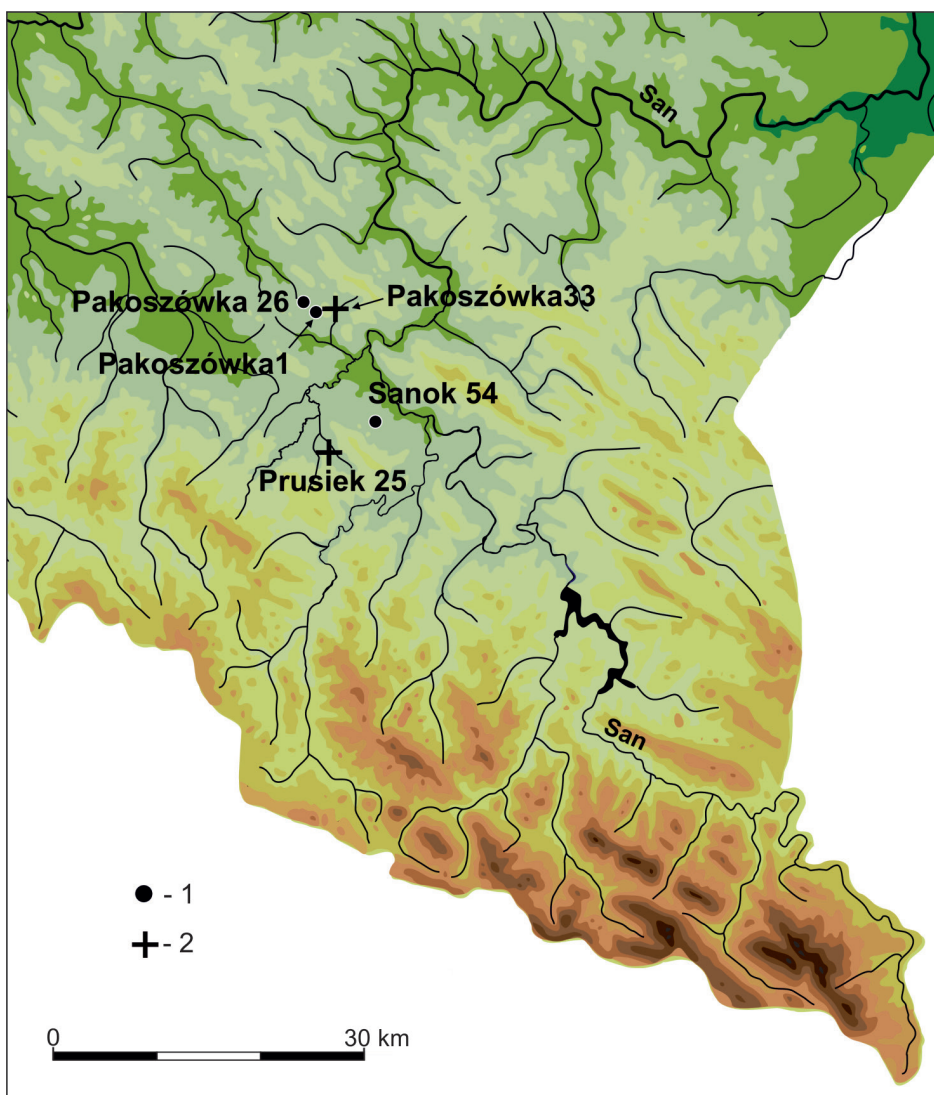 San
Pakoszówka 26
Pakoszówka33
Pakoszówka1
Sanok 54
Prusiek 25
San
- 1
- 2
0
30 km